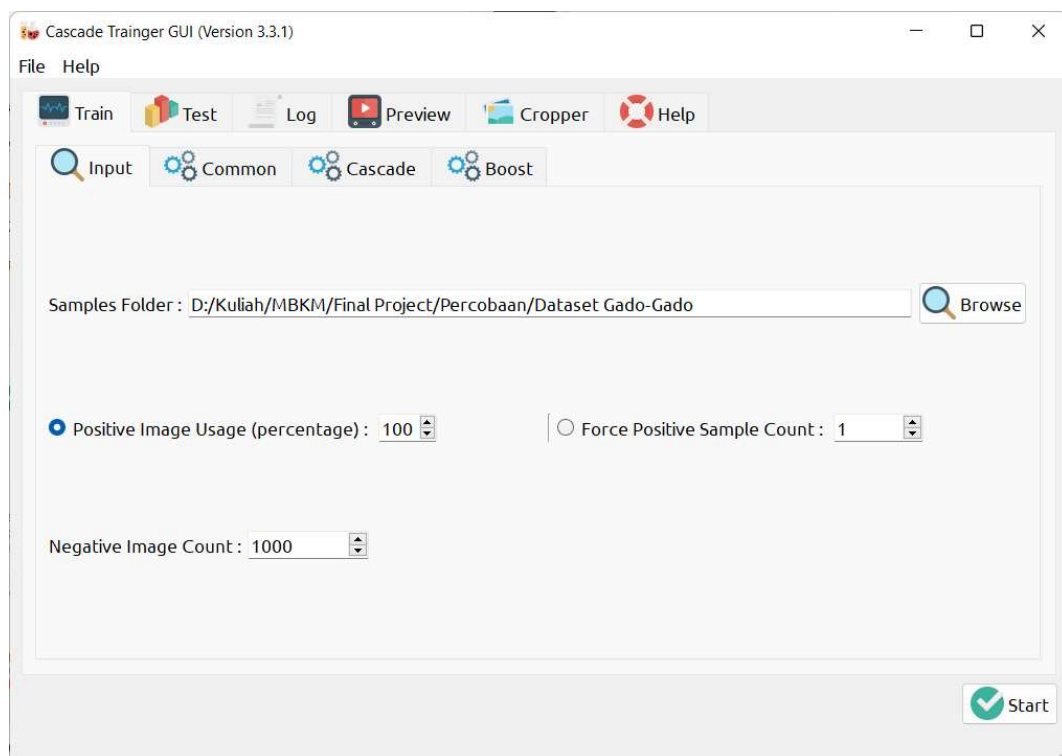 Cascade Trainger GUI (Version 3.3.1)
File Help
Train Test Log Preview Cropper Help
Input Common Cascade Boost
Samples Folder : D:/Kuliah/MBKM/Final Project/Percobaan/Dataset Gado-Gado Browse
Positive Image Usage (percentage) : 100 Force Positive Sample Count : 1
Negative Image Count : 1000
Start